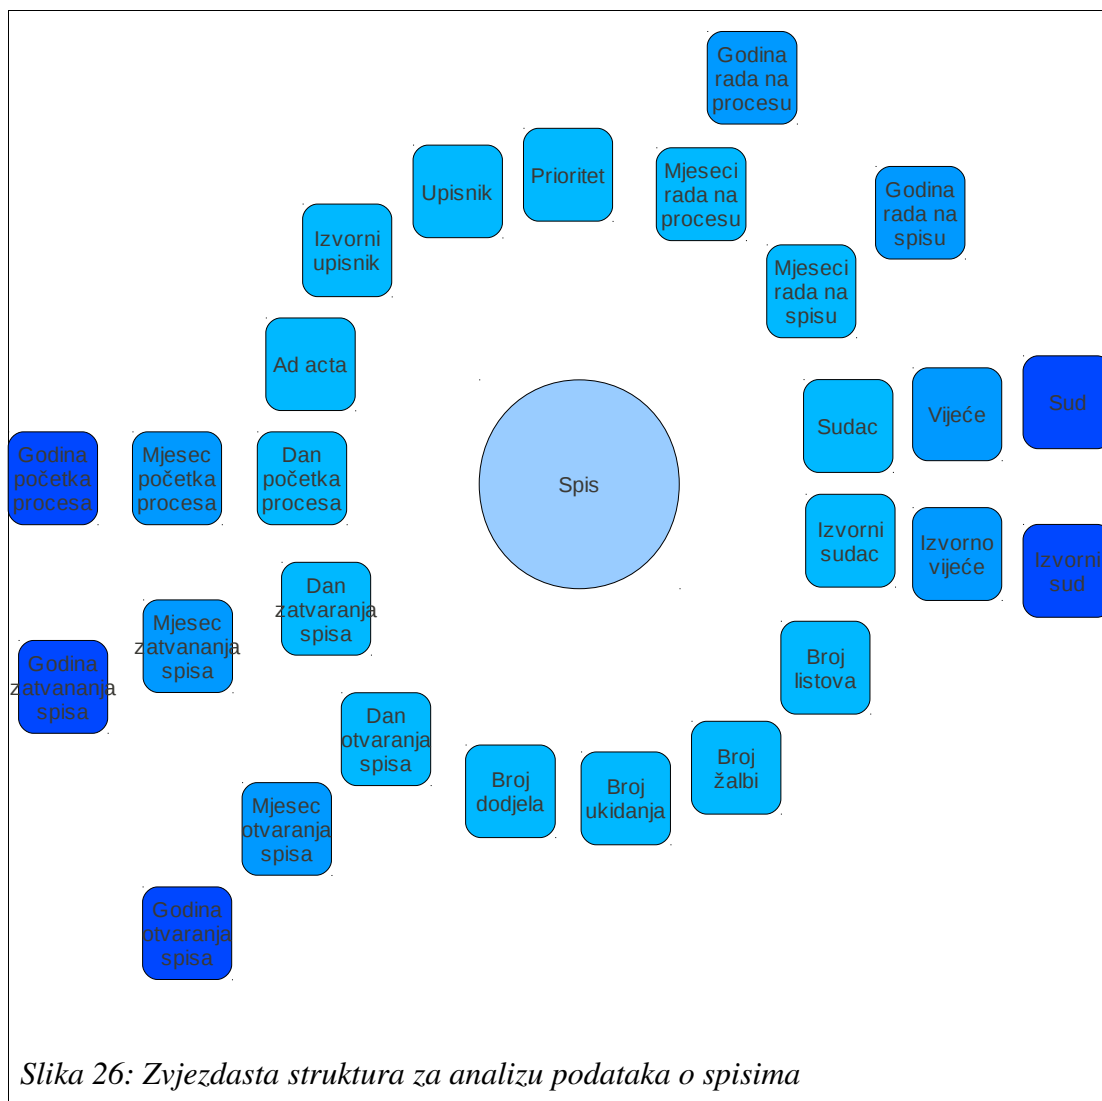 Godina
rada na
procesu
Prioritet
Upisnik
Mjeseci
rada na
procesu
Godina
rada na
spisu
Izvorni
upisnik
Mjeseci
rada na
spisu
Ad acta
Sudac
Vijeće
Sud
Godina
početka
procesa
Mjesec
početka
procesa
Dan
početka
procesa
Spis
Izvorni
sudac
Izvorno
vijeće
Izvorni
sud
Dan
zatvaranja
spisa
Mjesec
zatvananja
spisa
Godina
zatvananja
spisa
Broj
listova
Dan
otvaranja
spisa
Broj
dodjela
Broj
ukidanja
Broj
žalbi
Mjesec
otvaranja
spisa
Godina
otvaranja
spisa
Slika 26: Zvjezdasta struktura za analizu podataka o spisima